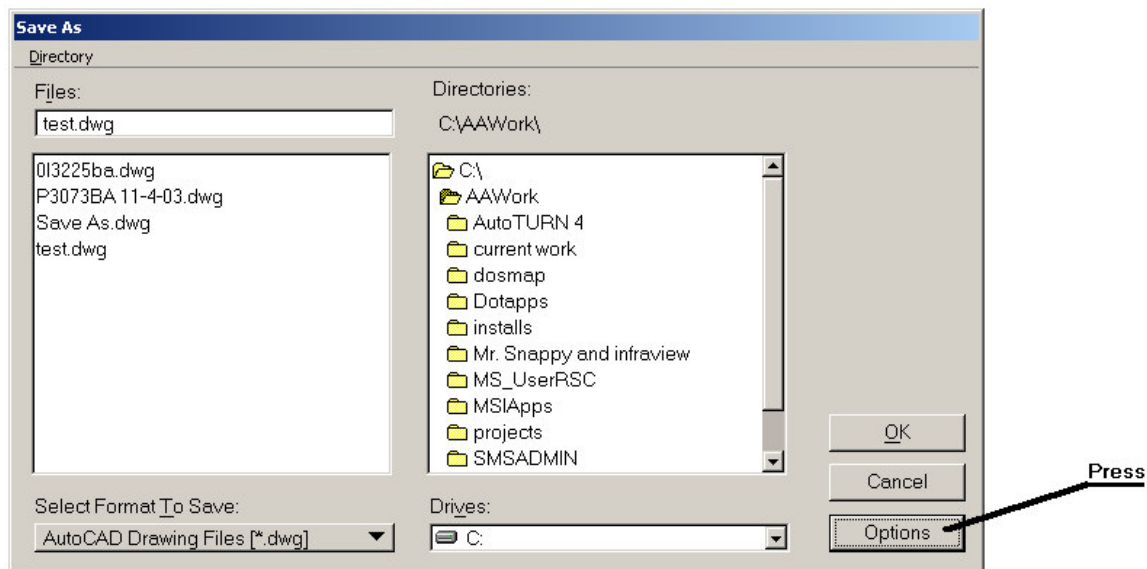 Save As
Directory
Files:
test.dwg
0I3225ba.dwg
P3073BA 11-4-03.dwg
Save As.dwg
test.dwg
Select Format To Save:
AutoCAD Drawing Files [*.dwg]
Directories:
C:\AAWork\
C:\
AAWork
AutoTURN 4
current work
dosmap
Dotapps
installs
Mr. Snappy and infraview
MS_UserRSC
MSIApps
projects
SMSADMIN
Drives:
C:
OK
Cancel
Options
Press